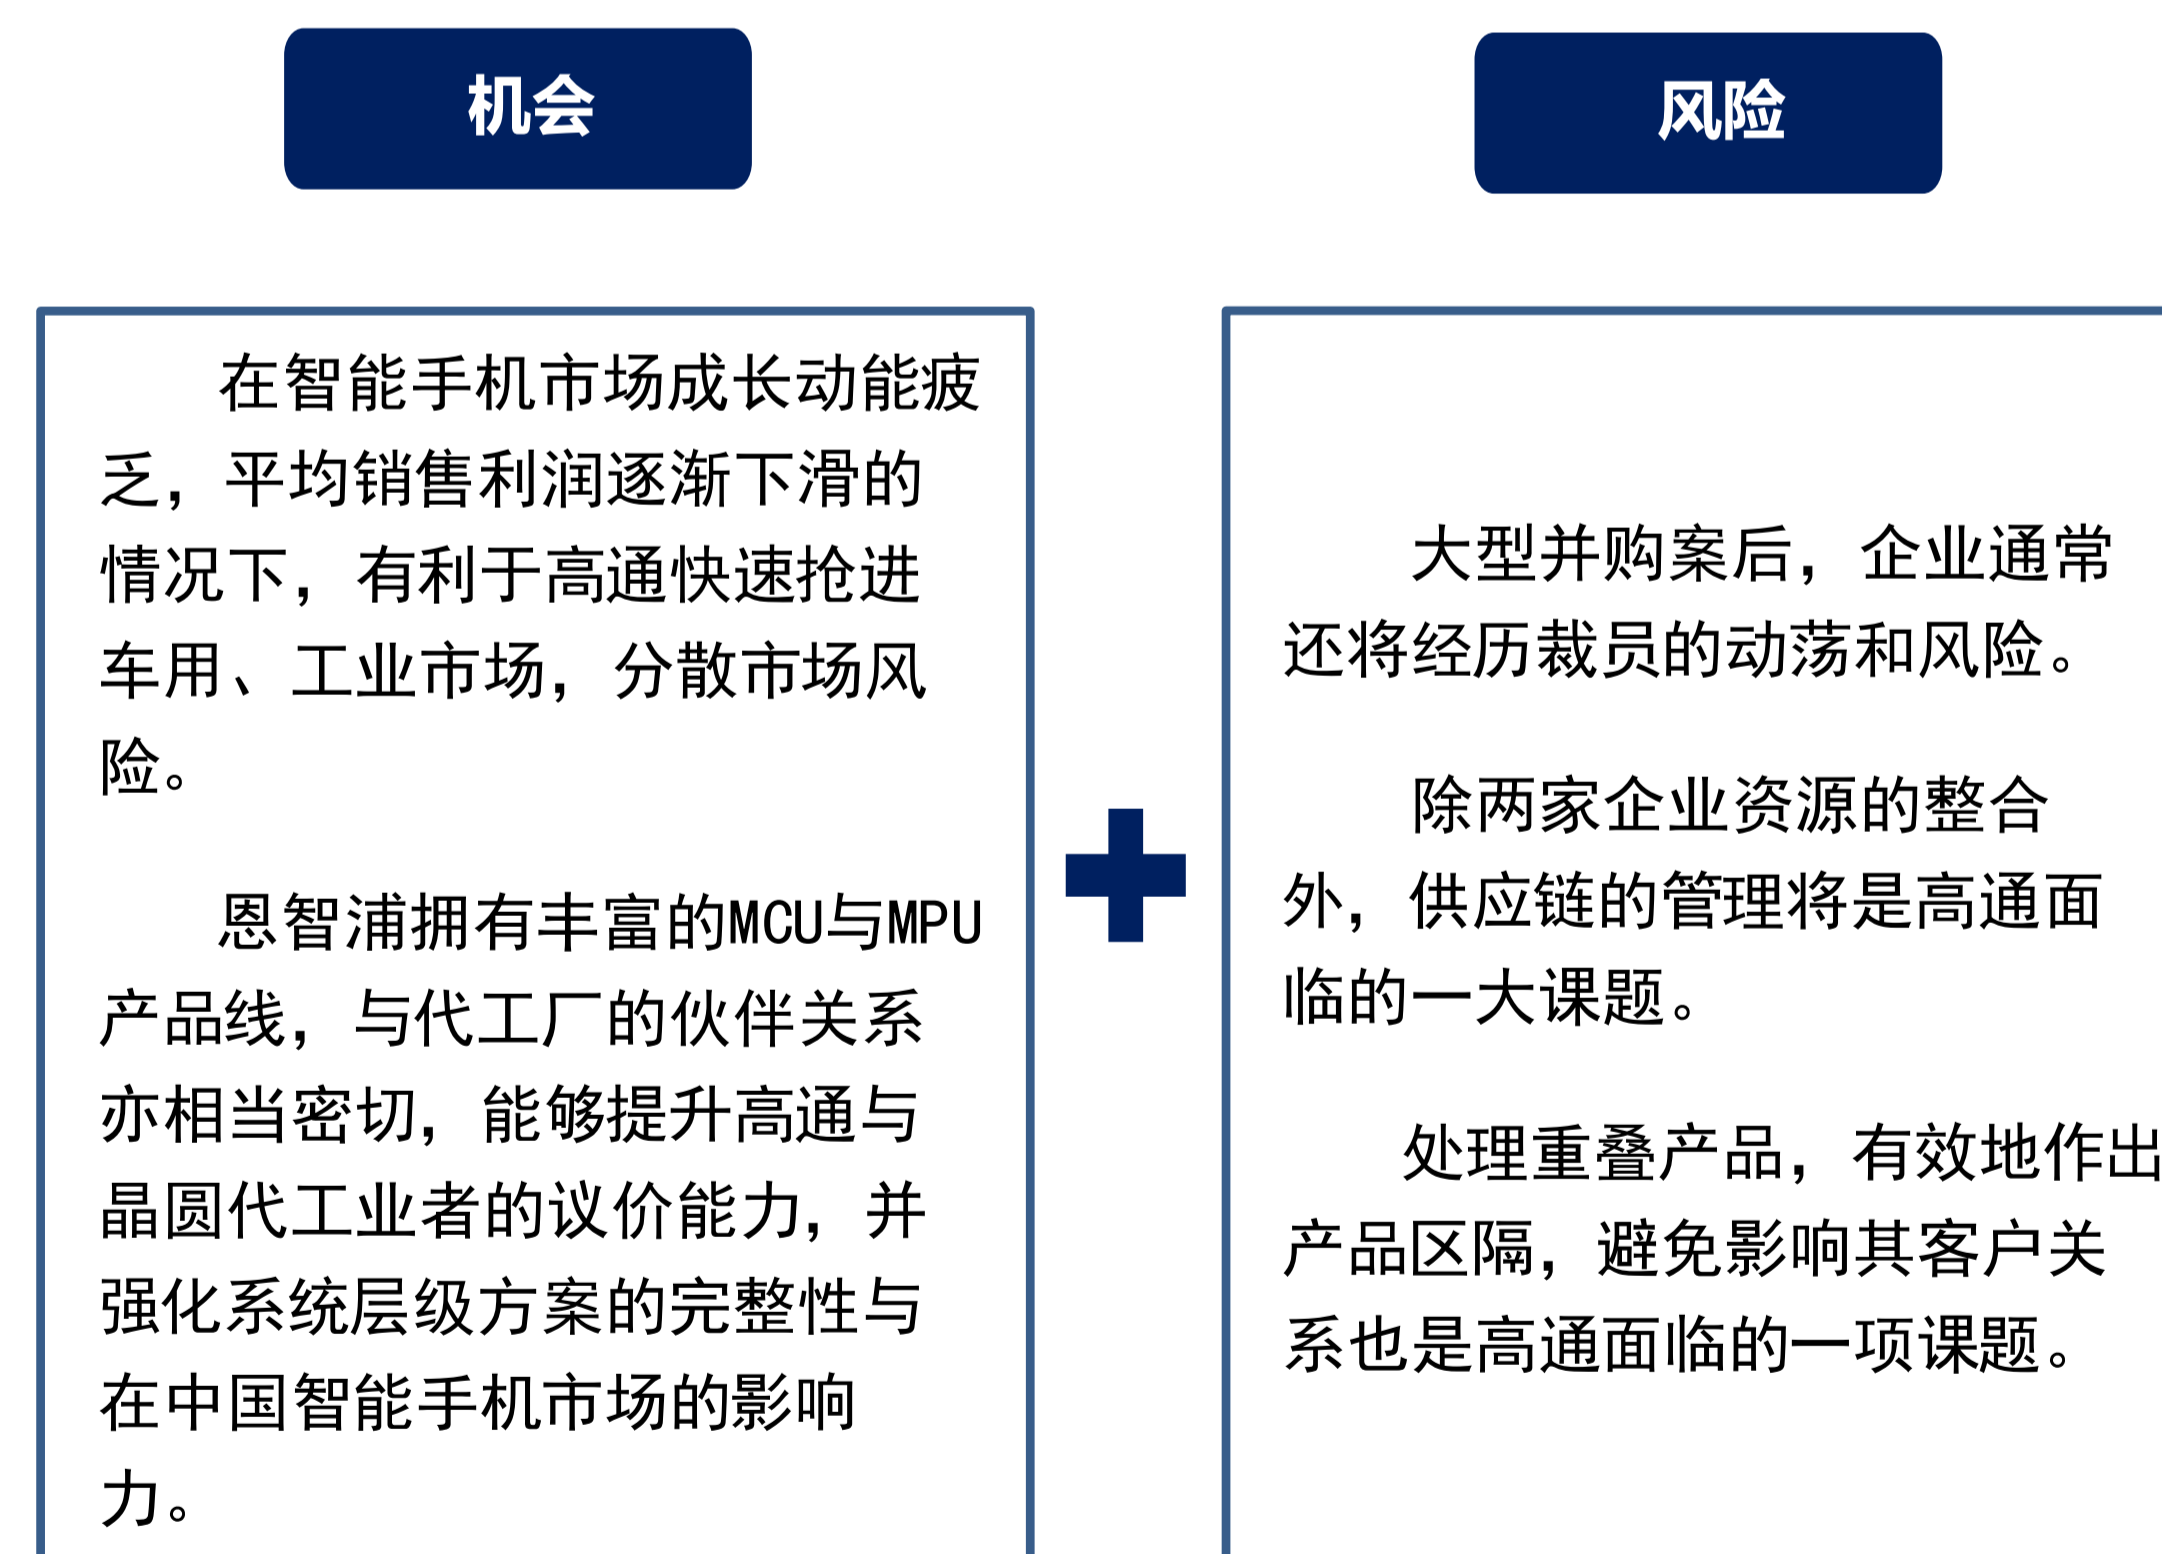 机会
在智能手机市场成长动能疲
乏，平均销售利润逐渐下滑的
情况下，有利于高通快速抢进
车用、工业市场，分散市场风
险。
恩智浦拥有丰富的MCU与MPU
产品线，与代工厂的伙伴关系
亦相当密切，能够提升高通与
晶圆代工业者的议价能力，并
强化系统层级方案的完整性与
在中国智能手机市场的影响
力。
风险
大型并购案后，企业通常
还将经历裁员的动荡和风险。
除两家企业资源的整合
外，供应链的管理将是高通面
临的一大课题。
处理重叠产品，有效地作出
产品区隔，避免影响其客户关
系也是高通面临的一项课题。